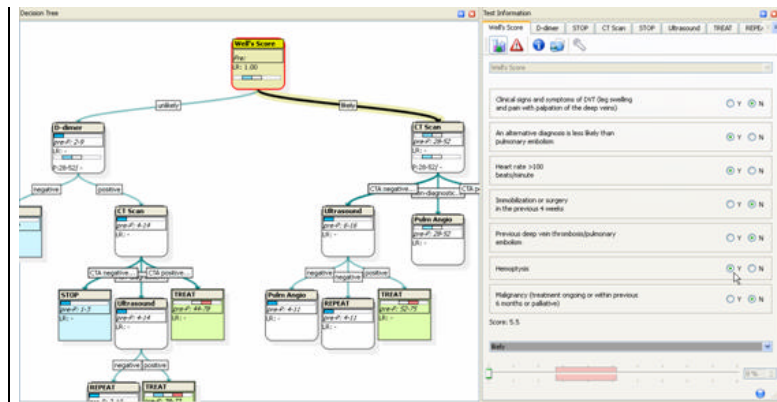 Decision Tree
Well's Score
Pre:
LR: 1.00
unlikely
likely
D-dimer
pre-P: 2-9
LR: -
P:28-52/ -
CT Scan
pre-P: 28-52
LR: -
P:28-52/ -
negative
positive
CTA negative...
CTA p
CT Scan
pre-P: 4-14
LR: -
Ultrasound
pre-P: 6-16
LR: -
Pulm Angio
pre-P: 28-52
LR: -
CTA negative...
CTA positive...
negative
negative
positive
STOP
pre-P: 1-5
LR: -
Ultrasound
pre-P: 4-14
LR: -
TREAT
pre-P: 44-79
LR: -
Pulm Angio
pre-P: 4-11
LR: -
REPEAT
pre-P: 4-11
LR: -
TREAT
pre-P: 52-75
LR: -
negative
positive
REPEAT
TREAT
Test Information
Well's Score D-dimer STOP CT Scan STOP Ultrasound TREAT REPEA
Well's Score
Clinical signs and symptoms of DVT (leg swelling
and pain with palpation of the deep veins) Y N
An alternative diagnosis is less likely than
pulmonary embolism Y N
Heart rate >100
beats/minute Y N
Immobilization or surgery
in the previous 4 weeks Y N
Previous deep vein thrombosis/pulmonary
embolism Y N
Hemoptysis Y N
Malignancy (treatment ongoing or within previous
6 months or palliative) Y N
Score: 5.5
likely